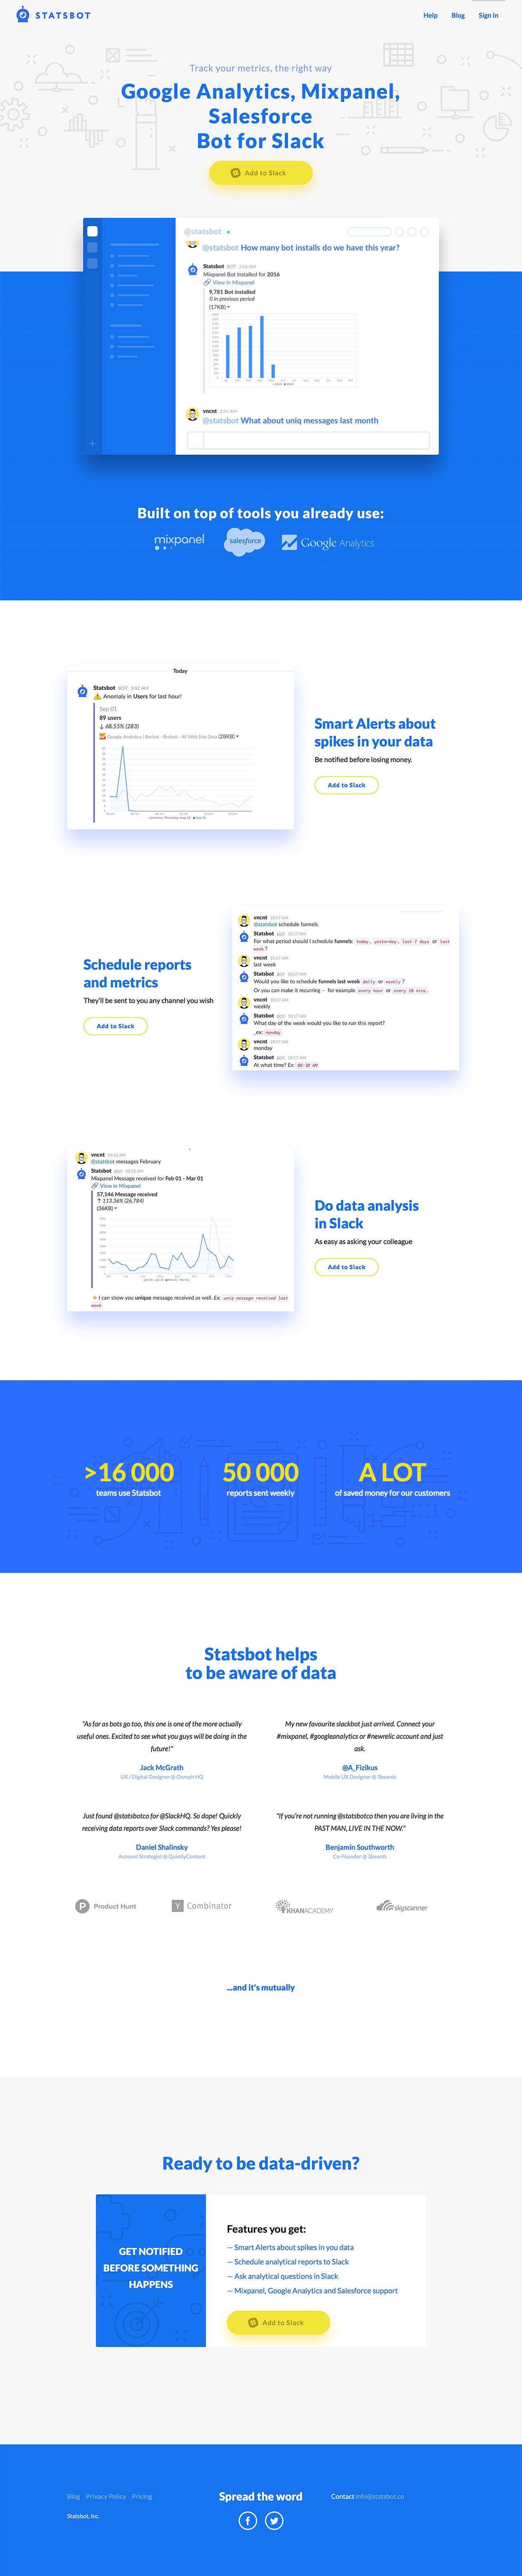 STATSBOT
Help Blog Sign In
Track your metrics, the right way
Google Analytics, Mixpanel,
Salesforce
Bot for Slack
Add to Slack
@statsbot
@statsbot How many bot installs do we have this year?
Statsbot BOT 2:16 AM
Mixpanel Bot installed for 2016
View in Mixpanel
9,781 Bot installed
0 in previous period
(17KB)
vncnt 2:16 AM
@statsbot What about uniq messages last month
Built on top of tools you already use:
mixpanel
salesforce
Google Analytics
Today
Statsbot BOT 3:02 AM
Anomaly in Users for last hour!
Sep 01
89 users
↓ 68.55% (283)
Google Analytics | Brobot - Brobot - All Web Site Data (28KB)
Smart Alerts about
spikes in your data
Be notified before losing money.
Add to Slack
Schedule reports
and metrics
They'll be sent to you any channel you wish
Add to Slack
vncnt 10:17 AM
@statsbot schedule funnels
Statsbot BOT 10:17 AM
For what period should I schedule funnels: today, yesterday, last 7 days or last
week?
vncnt 10:17 AM
last week
Statsbot BOT 10:17 AM
Would you like to schedule funnels last week daily or weekly?
Or you can make it recurring – for example every hour or every 10 mins.
vncnt 10:17 AM
weekly
Statsbot BOT 10:17 AM
What day of the week would you like to run this report?
_ex: monday
vncnt 10:17 AM
monday
Statsbot BOT 10:17 AM
At what time? Ex: 08:30 AM
vncnt 10:12 AM
@statsbot messages February
Statsbot BOT 10:12 AM
Mixpanel Message received for Feb 01 - Mar 01
View in Mixpanel
57,146 Message received
↑ 113.36% (26,784)
(36KB)
I can show you unique message received as well. Ex: uniq message received last
week
Do data analysis
in Slack
As easy as asking your colleague
Add to Slack
>16 000
teams use Statsbot
50 000
reports sent weekly
A LOT
of saved money for our customers
Statsbot helps
to be aware of data
"As far as bots go too, this one is one of the more actually
useful ones. Excited to see what you guys will be doing in the
future!"
Jack McGrath
UX / Digital Designer @ Oomph HQ
My new favourite slackbot just arrived. Connect your
#mixpanel, #googleanalytics or #newrelic account and just
ask.
@A_Fizikus
Mobile UX Designer @ 3beards
Just found @statsbotco for @SlackHQ. So dope! Quickly
receiving data reports over Slack commands? Yes please!
Daniel Shalinsky
Account Strategist @ QuietlyContent
"If you're not running @statsbotco then you are living in the
PAST MAN, LIVE IN THE NOW."
Benjamin Southworth
Co-Founder @ 3beards
Product Hunt
Y Combinator
KHANACADEMY
skyscanner
...and it's mutually
Ready to be data-driven?
GET NOTIFIED
BEFORE SOMETHING
HAPPENS
Features you get:
— Smart Alerts about spikes in you data
— Schedule analytical reports to Slack
— Ask analytical questions in Slack
— Mixpanel, Google Analytics and Salesforce support
Add to Slack
Blog Privacy Policy Pricing
Statsbot, Inc.
Spread the word
Contact info@statsbot.co